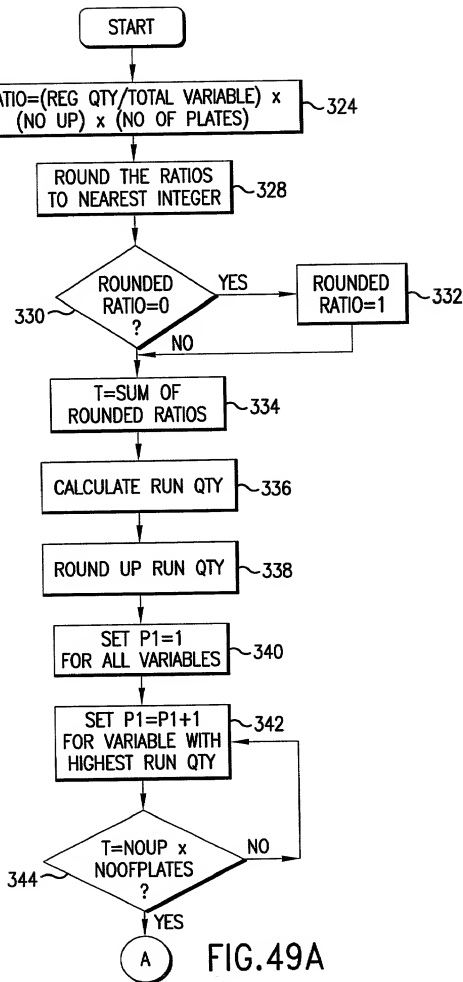 START
ATIO=(REG QTY/TOTAL VARIABLE) x
(NO UP) x (NO OF PLATES)
324
ROUND THE RATIOS
TO NEAREST INTEGER
328
ROUNDED
RATIO=0
?
330
YES
ROUNDED
RATIO=1
332
NO
T=SUM OF
ROUNDED RATIOS
334
CALCULATE RUN QTY
336
ROUND UP RUN QTY
338
SET P1=1
FOR ALL VARIABLES
340
SET P1=P1+1
FOR VARIABLE WITH
HIGHEST RUN QTY
342
T=NOUP x
NOOFPLATES
?
344
NO
YES
A
FIG.49A